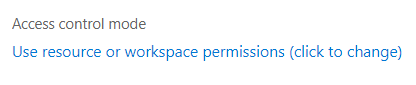 Access control mode
Use resource or workspace permissions (click to change)